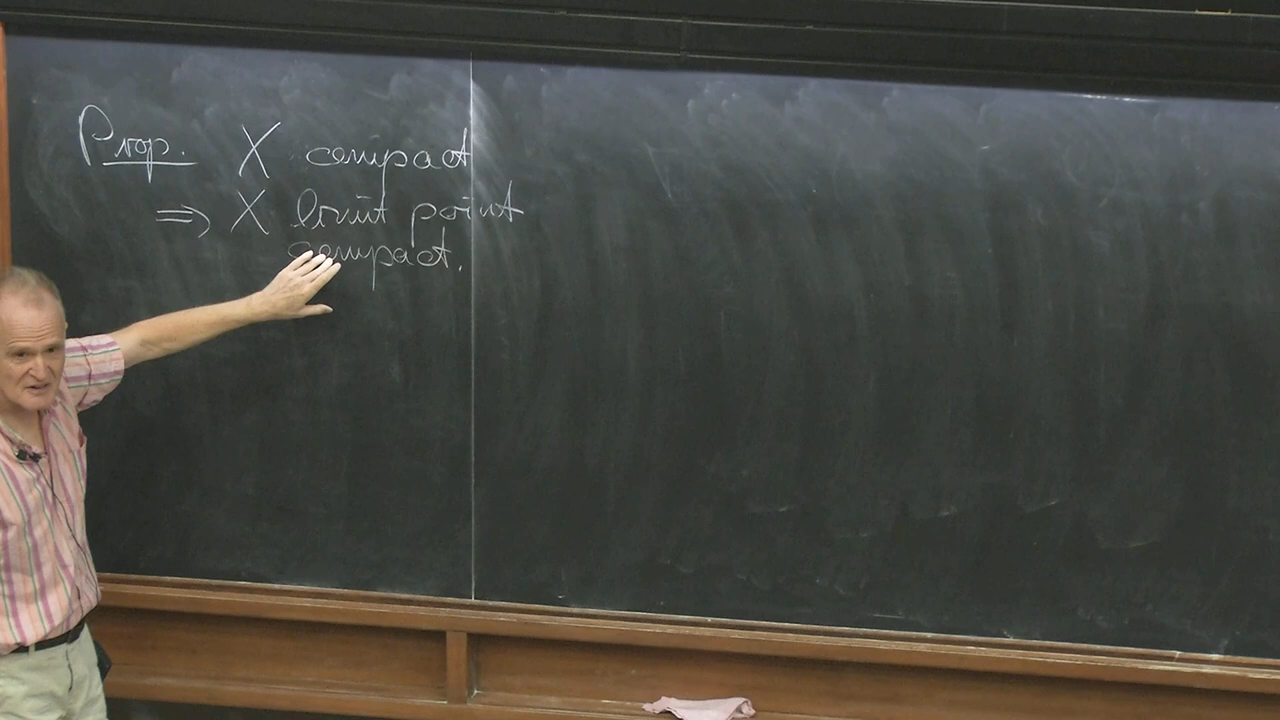 Prop. X compact
⇒ X limit point
compact.